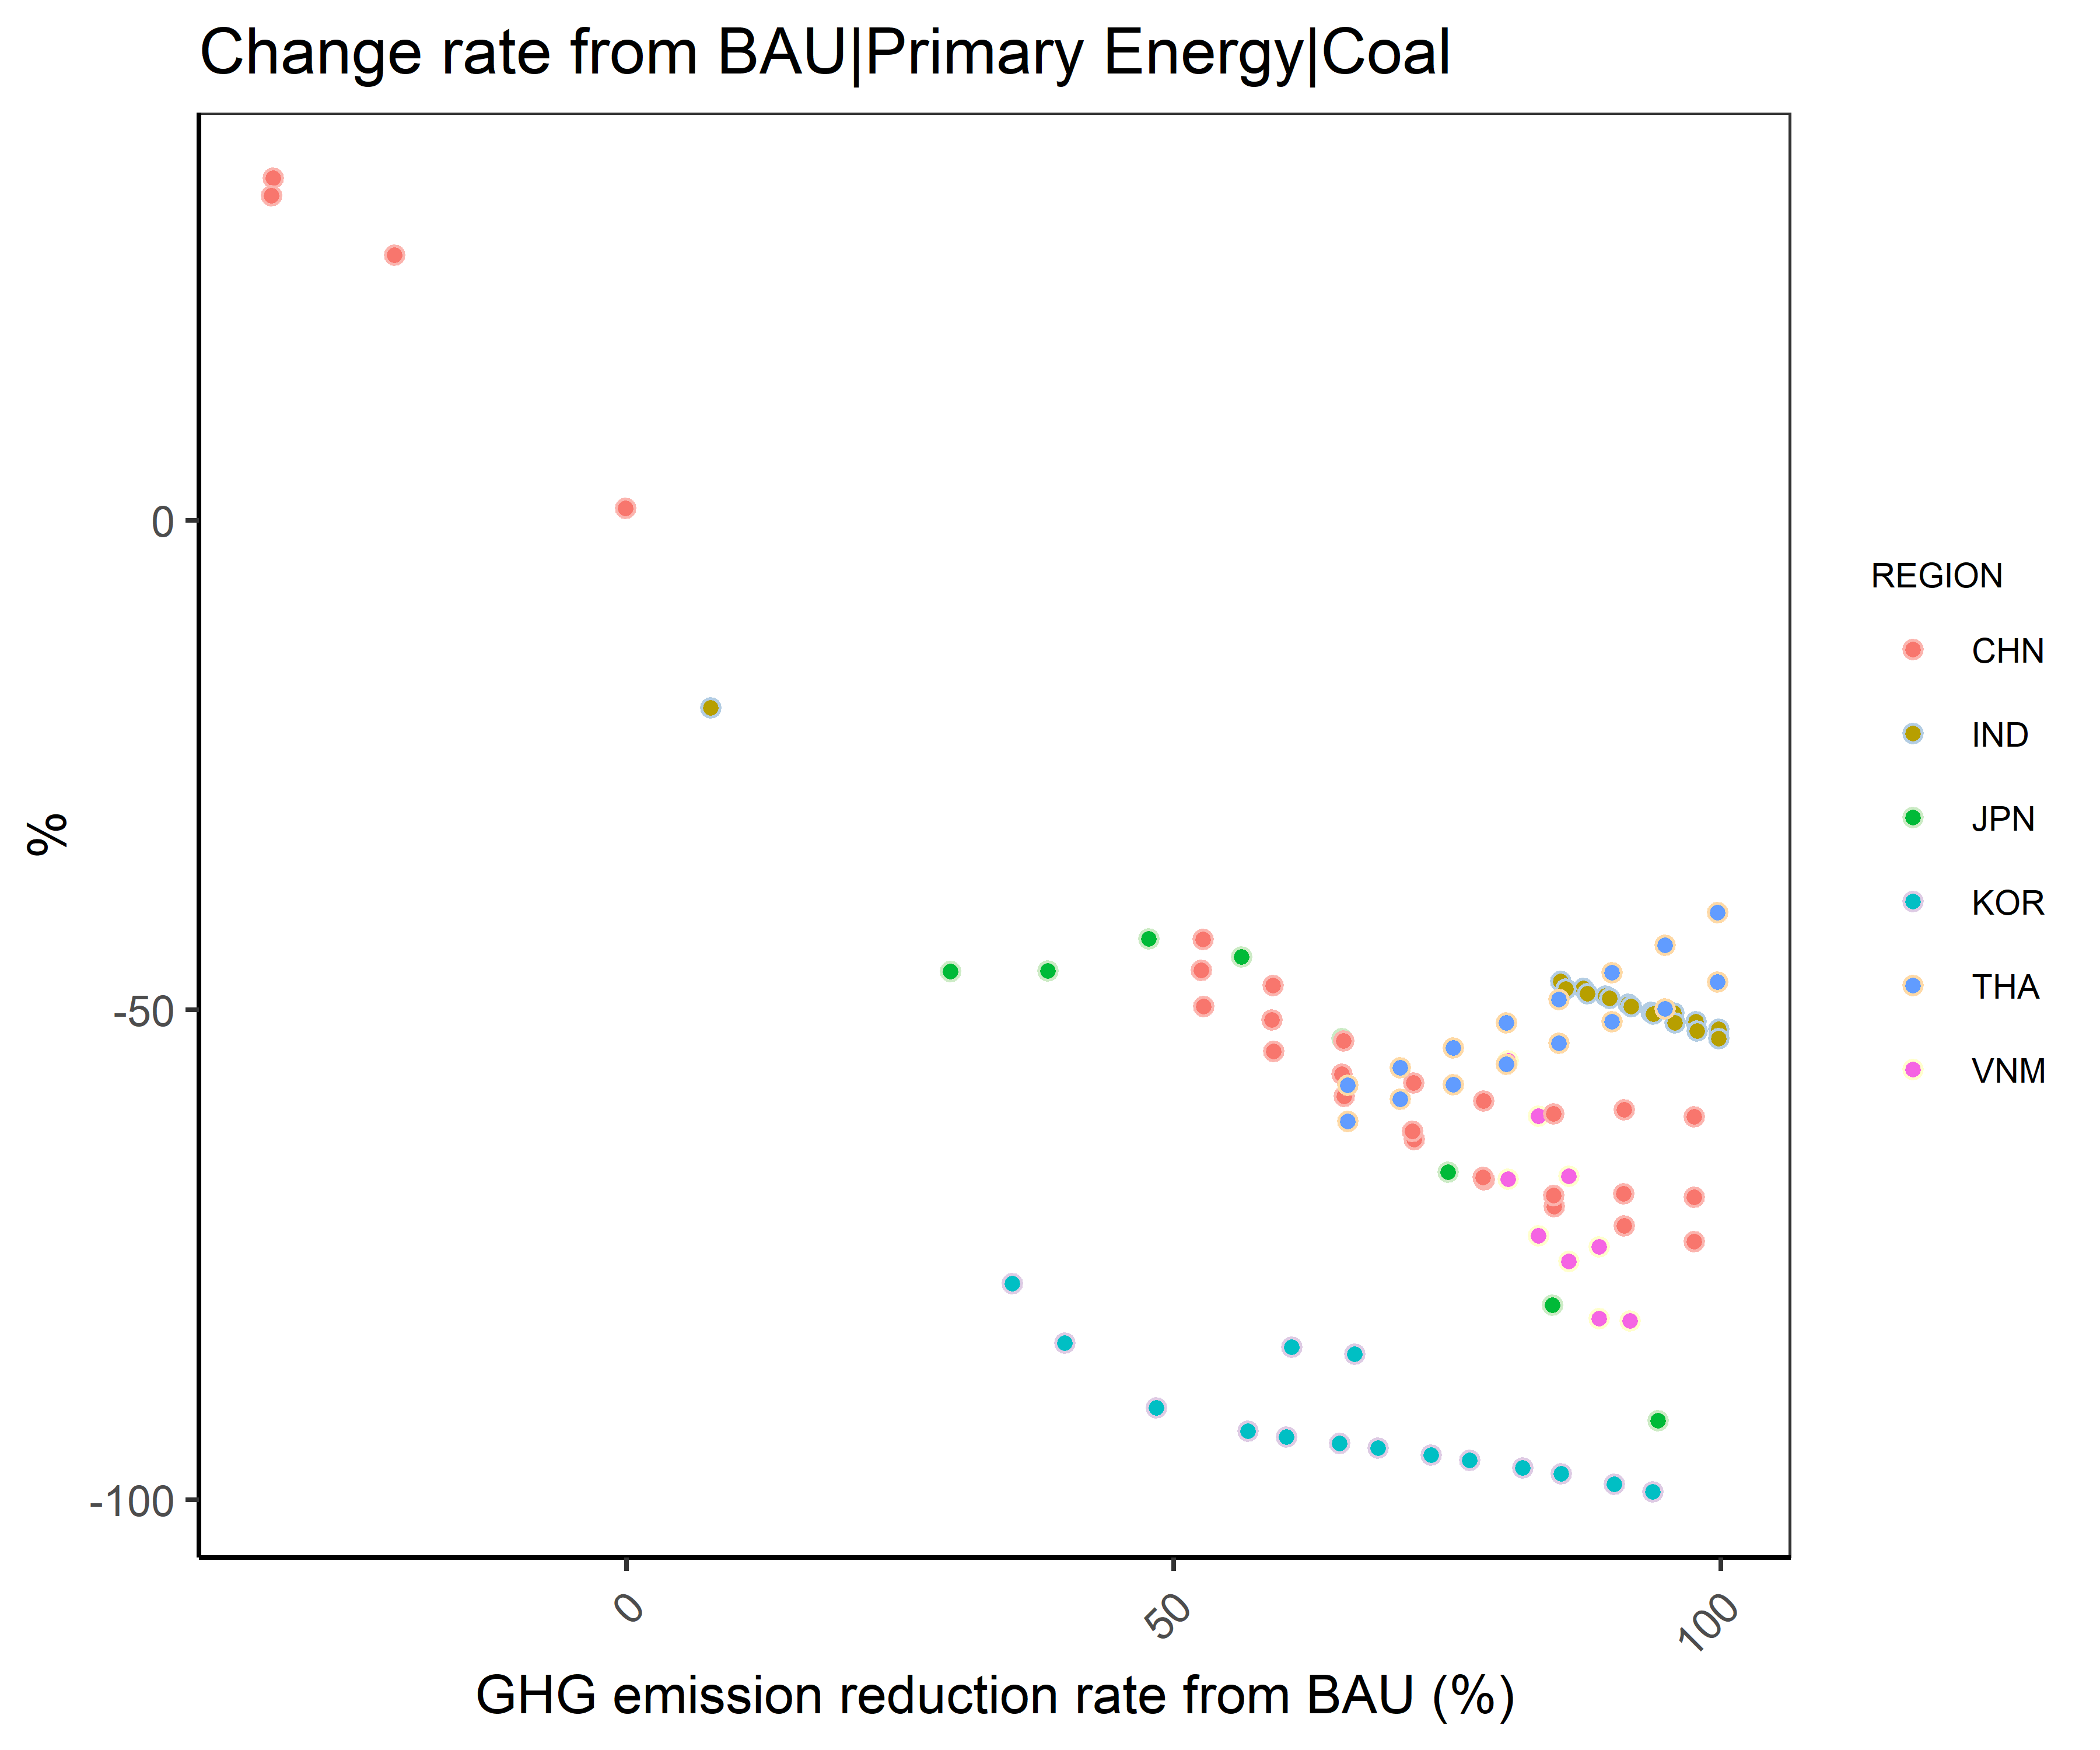 Change rate from BAU|Primary Energy|Coal
%
0
-50
-100
0
50
100
GHG emission reduction rate from BAU (%)
REGION
CHN
IND
JPN
KOR
THA
VNM